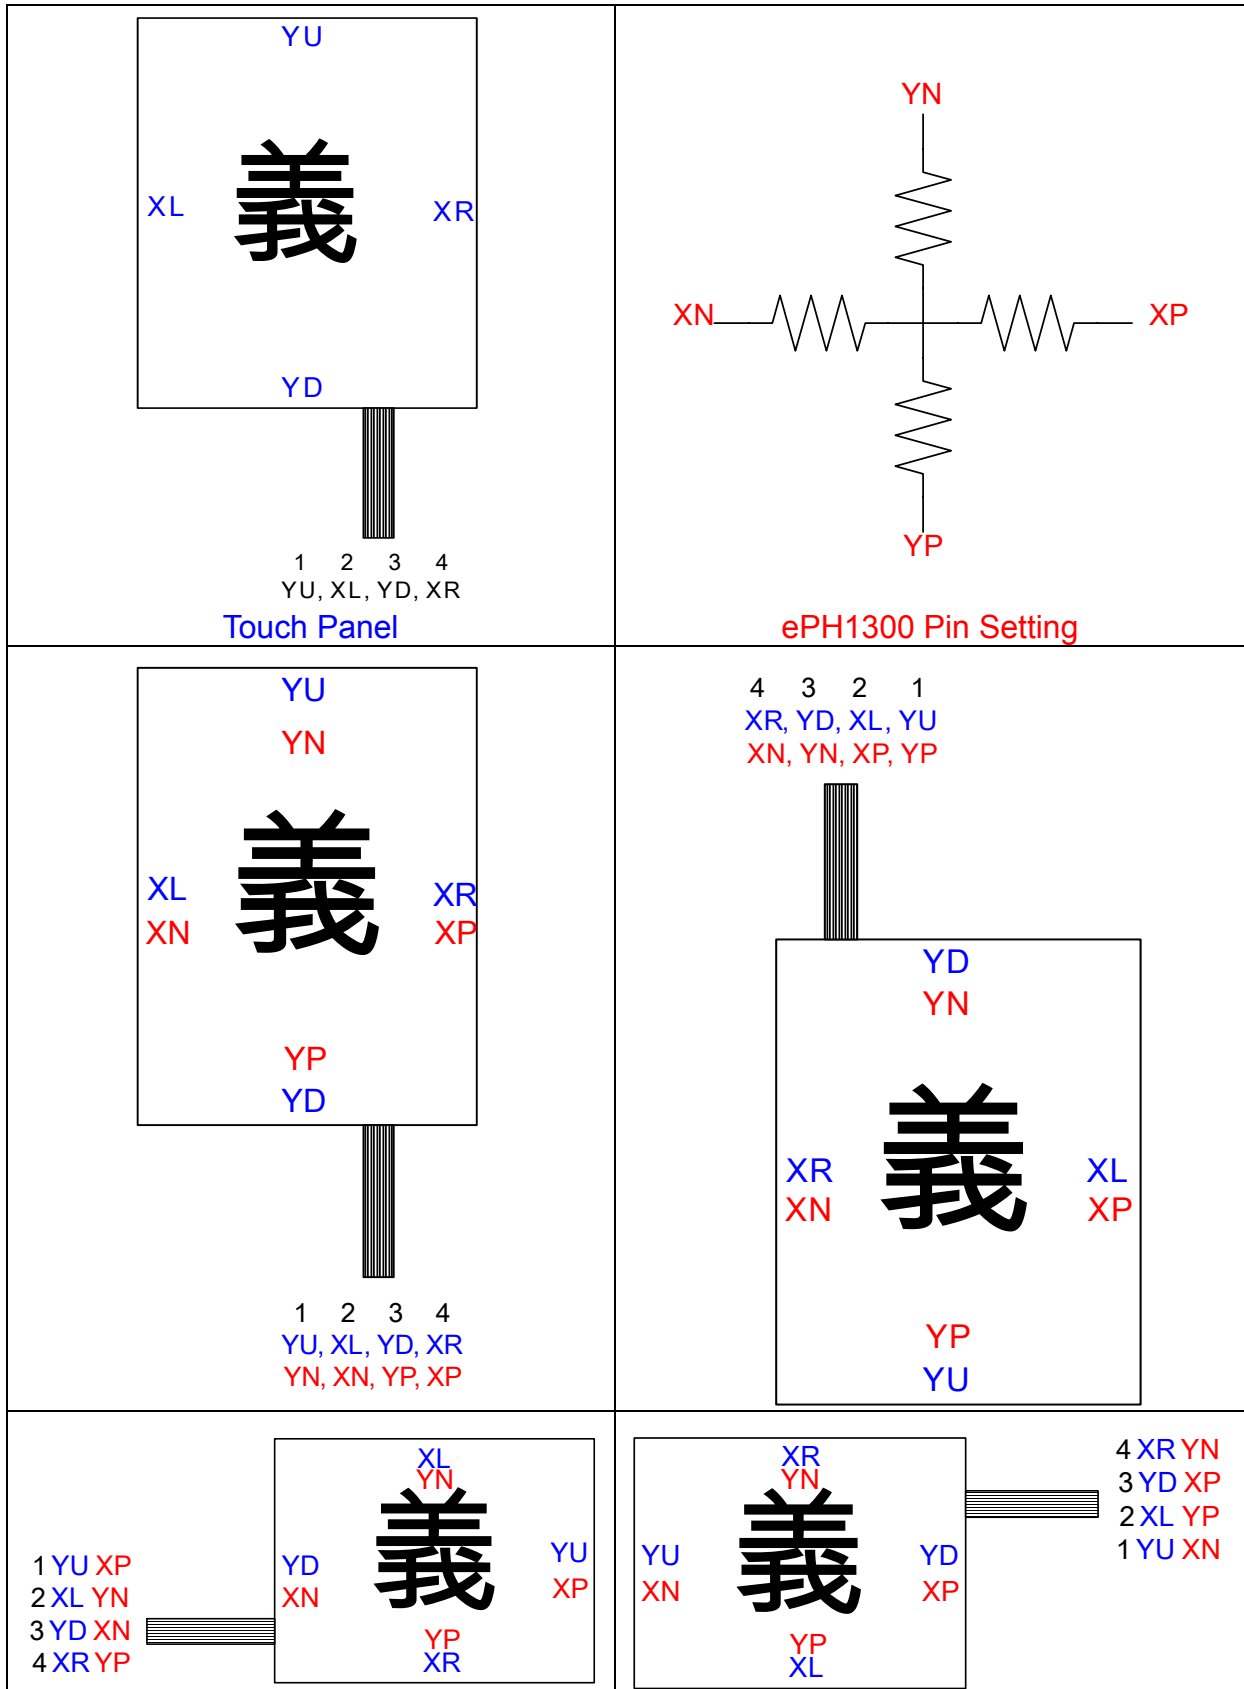 YU
義
XL
XR
YD
1 2 3 4
YU, XL, YD, XR
Touch Panel
YN
XN
XP
YP
ePH1300 Pin Setting
YU
YN
義
XL
XR
XN
XP
YP
YD
1 2 3 4
YU, XL, YD, XR
YN, XN, YP, XP
4 3 2 1
XR, YD, XL, YU
XN, YN, XP, YP
YD
YN
義
XR
XL
XN
XP
YP
YU
XL
YN
義
YD
YU
XN
XP
YP
XR
1 YU XP
2 XL YN
3 YD XN
4 XR YP
XR
YN
義
YU
YD
XN
XP
YP
XL
4 XR YN
3 YD XP
2 XL YP
1 YU XN